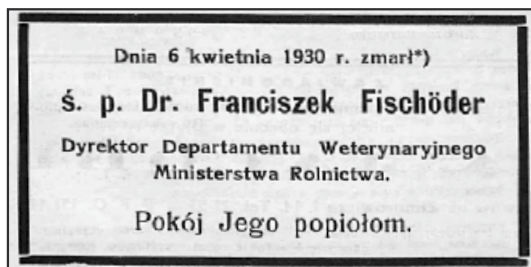 Dnia 6 kwietnia 1930 r. zmarł*)
ś. p. Dr. Franciszek Fischöder
Dyrektor Departamentu Weterynaryjnego
Ministerstwa Rolnictwa.
Pokój Jego popiołom.